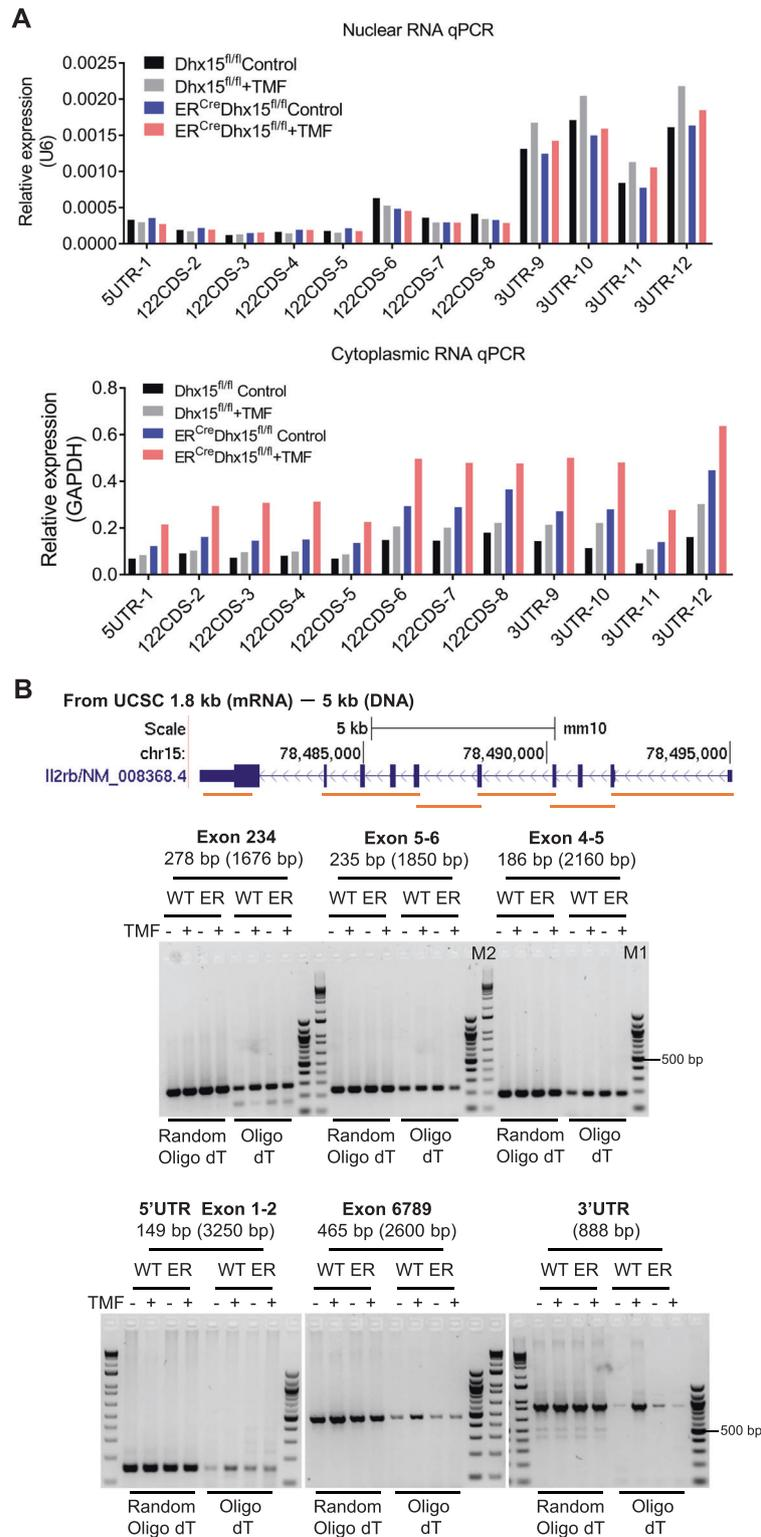 A
Nuclear RNA qPCR
Relative expression
(U6)
0.0025
0.0020
0.0015
0.0010
0.0005
0.0000
Dhx15fl/flControl
Dhx15fl/fl+TMF
ERCreDhx15fl/flControl
ERCreDhx15fl/fl+TMF
5UTR-1
122CDS-2
122CDS-3
122CDS-4
122CDS-5
122CDS-6
122CDS-7
122CDS-8
3UTR-9
3UTR-10
3UTR-11
3UTR-12
Cytoplasmic RNA qPCR
Relative expression
(GAPDH)
0.8
0.6
0.4
0.2
0.0
Dhx15fl/fl Control
Dhx15fl/fl+TMF
ERCreDhx15fl/fl Control
ERCreDhx15fl/fl+TMF
5UTR-1
122CDS-2
122CDS-3
122CDS-4
122CDS-5
122CDS-6
122CDS-7
122CDS-8
3UTR-9
3UTR-10
3UTR-11
3UTR-12
B
From UCSC 1.8 kb (mRNA) — 5 kb (DNA)
Scale 5 kb mm10
chr15: 78,485,000 78,490,000 78,495,000
Il2rb/NM_008368.4
Exon 234 Exon 5-6 Exon 4-5
278 bp (1676 bp) 235 bp (1850 bp) 186 bp (2160 bp)
WT ER WT ER WT ER WT ER WT ER WT ER
TMF - + - + - + - + - + - + - + - + - + - + - + - +
M2 M1
500 bp
Random Oligo Random Oligo Random Oligo
Oligo dT dT Oligo dT dT Oligo dT dT
5'UTR Exon 1-2 Exon 6789 3'UTR
149 bp (3250 bp) 465 bp (2600 bp) (888 bp)
WT ER WT ER WT ER WT ER WT ER WT ER
TMF - + - + - + - + - + - + - + - + - + - + - + - +
500 bp
Random Oligo Random Oligo Random Oligo
Oligo dT dT Oligo dT dT Oligo dT dT